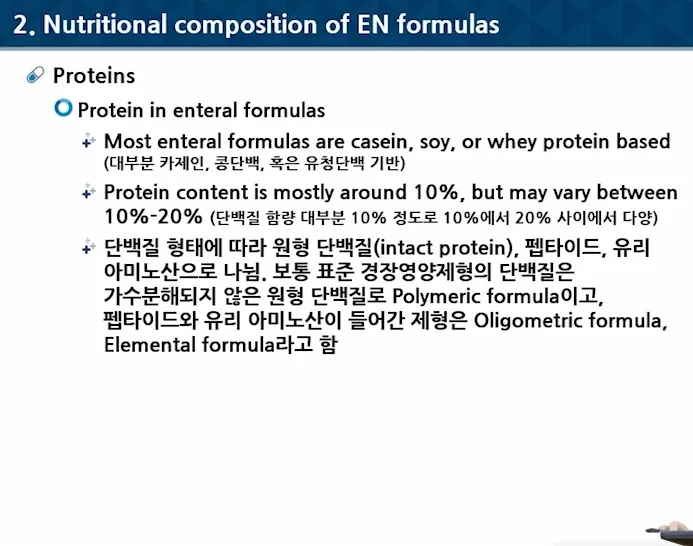 2. Nutritional composition of EN formulas
Proteins
Protein in enteral formulas
Most enteral formulas are casein, soy, or whey protein based
(대부분 카제인, 콩단백, 혹은 유청단백 기반)
Protein content is mostly around 10%, but may vary between
10%-20% (단백질 함량 대부분 10% 정도로 10%에서 20% 사이에서 다양)
단백질 형태에 따라 원형 단백질(intact protein), 펩타이드, 유리
아미노산으로 나뉨. 보통 표준 경장영양제형의 단백질은
가수분해되지 않은 원형 단백질로 Polymeric formula이고,
펩타이드와 유리 아미노산이 들어간 제형은 Oligometric formula,
Elemental formula라고 함